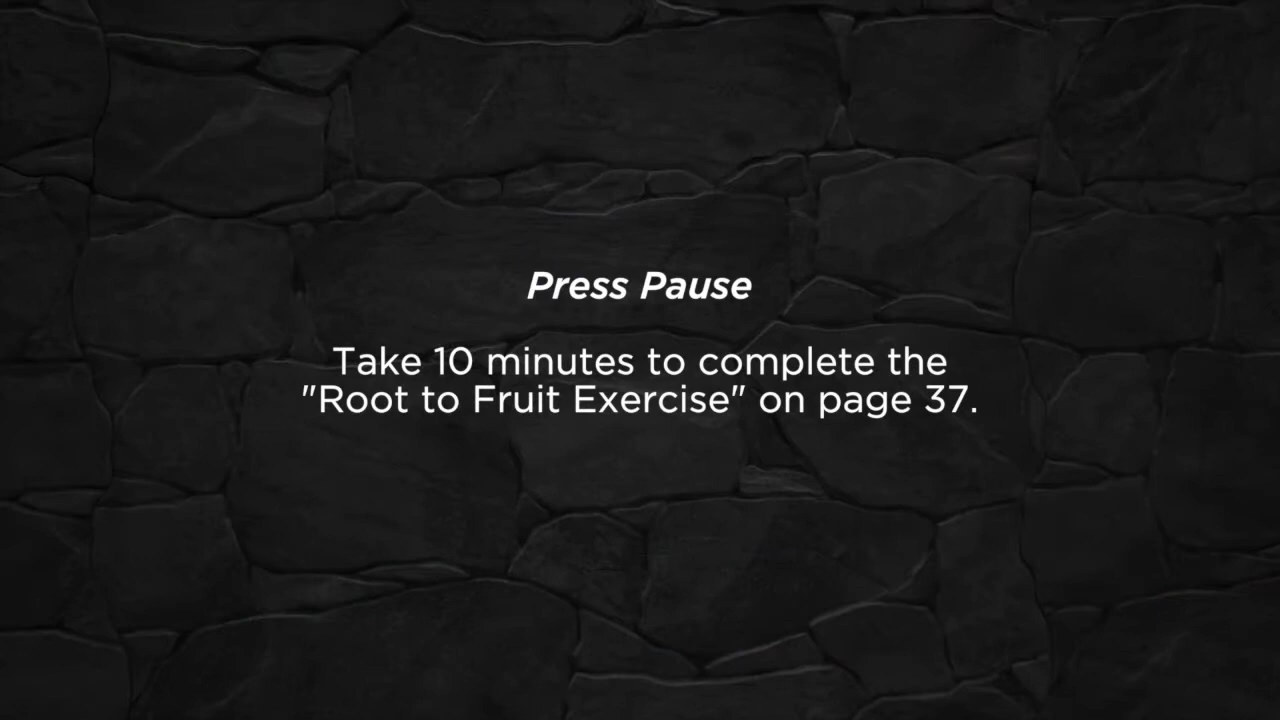 Press Pause
Take 10 minutes to complete the
"Root to Fruit Exercise" on page 37.